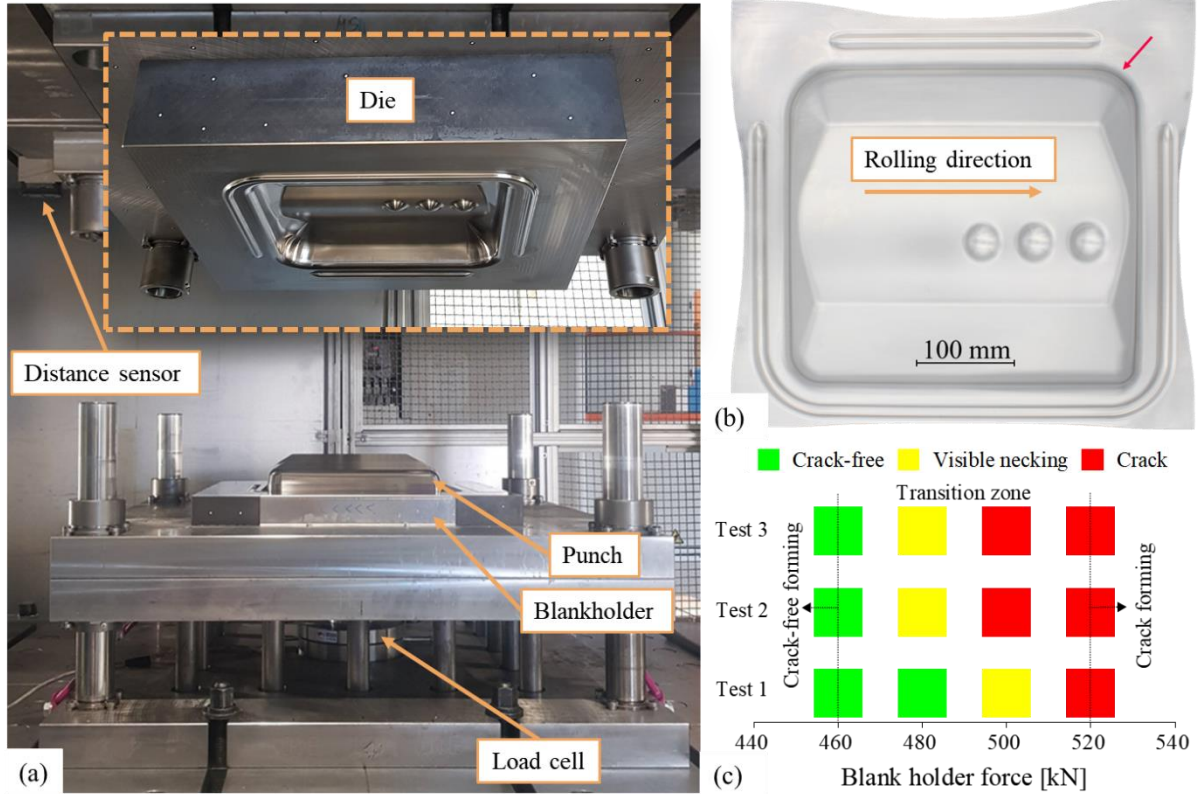 Die
Distance sensor
Punch
Blankholder
Load cell
(a)
Rolling direction
100 mm
(b)
Crack-free
Visible necking
Crack
Transition zone
Test 3
Test 2
Test 1
Crack-free forming
Crack forming
440
460
480
500
520
540
(c)
Blank holder force [kN]